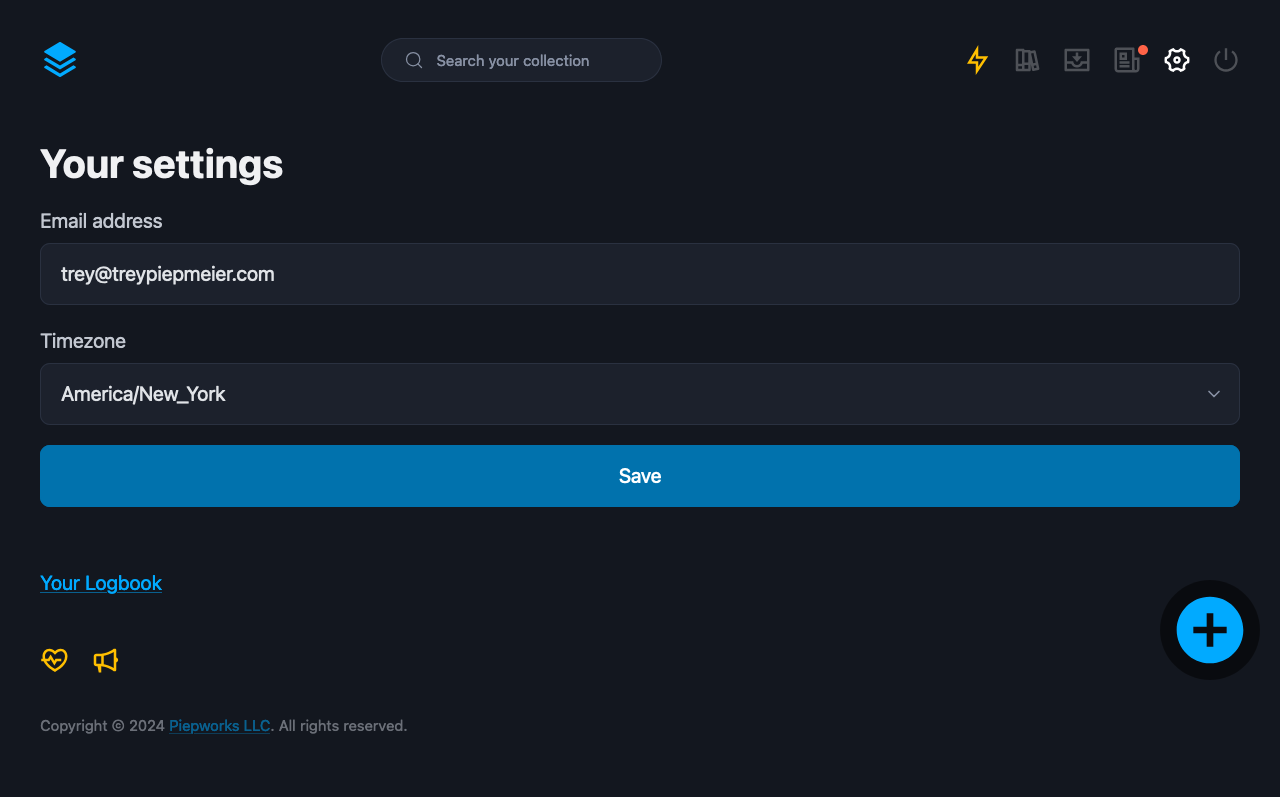 Search your collection
Your settings
Email address
trey@treypiepmeier.com
Timezone
America/New_York
Save
Your Logbook
Copyright © 2024 Piepworks LLC. All rights reserved.